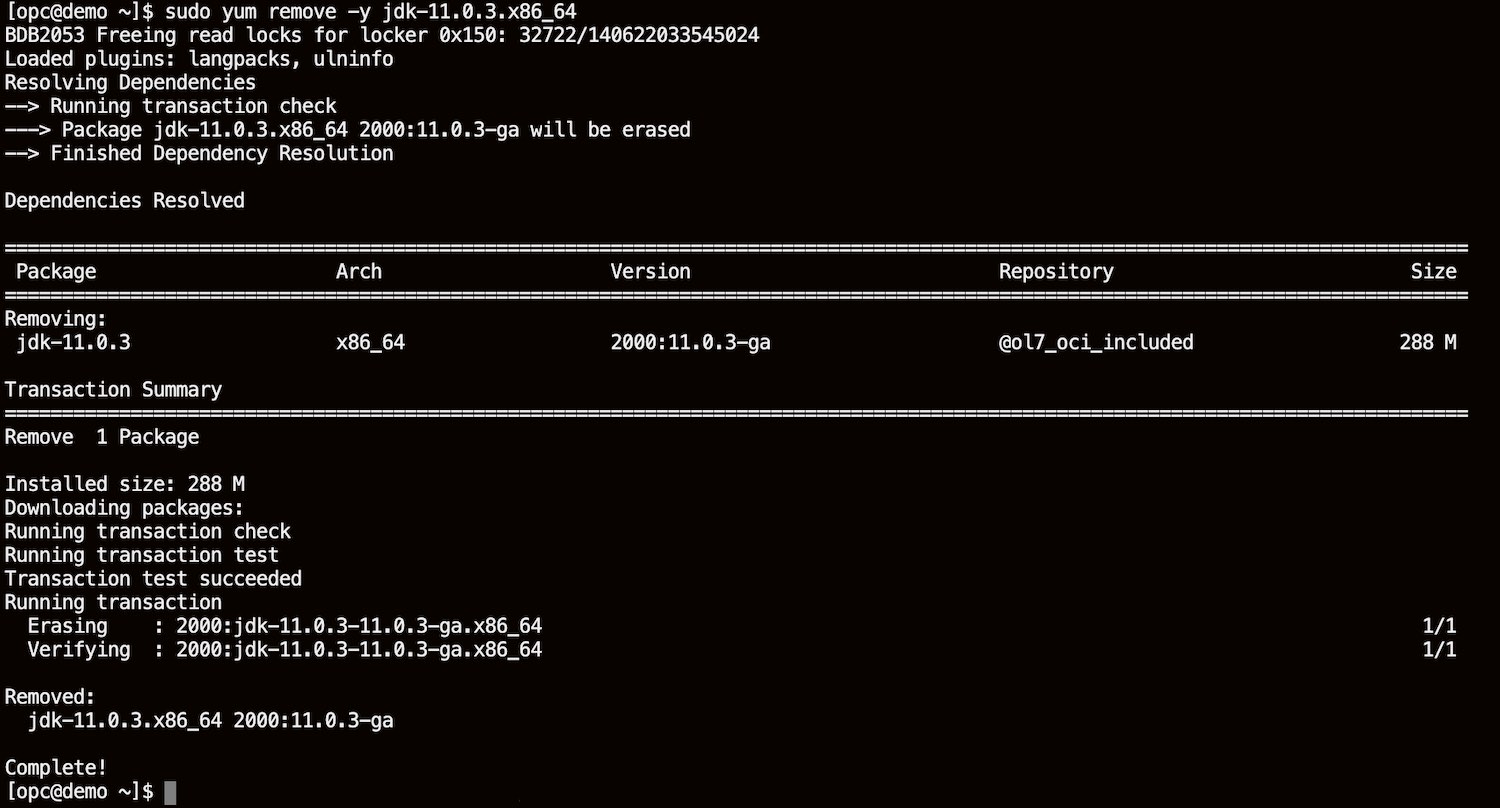 [opc@demo ~]$ sudo yum remove -y jdk-11.0.3.x86_64
BDB2053 Freeing read locks for locker 0x150: 32722/140622033545024
Loaded plugins: langpacks, ulninfo
Resolving Dependencies
--> Running transaction check
---> Package jdk-11.0.3.x86_64 2000:11.0.3-ga will be erased
--> Finished Dependency Resolution

Dependencies Resolved

================================================================================================================================
 Package                     Arch                    Version                           Repository                          Size
================================================================================================================================
Removing:
 jdk-11.0.3                  x86_64                  2000:11.0.3-ga                    @ol7_oci_included                  288 M

Transaction Summary
================================================================================================================================
Remove  1 Package

Installed size: 288 M
Downloading packages:
Running transaction check
Running transaction test
Transaction test succeeded
Running transaction
  Erasing    : 2000:jdk-11.0.3-11.0.3-ga.x86_64                                                                             1/1
  Verifying  : 2000:jdk-11.0.3-11.0.3-ga.x86_64                                                                             1/1

Removed:
  jdk-11.0.3.x86_64 2000:11.0.3-ga

Complete!
[opc@demo ~]$